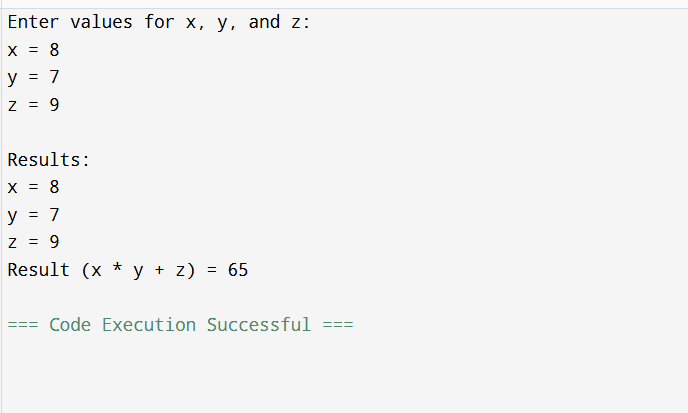 Enter values for x, y, and z:
x = 8
y = 7
z = 9
Results:
x = 8
y = 7
z = 9
Result (x * y + z) = 65
=== Code Execution Successful ===